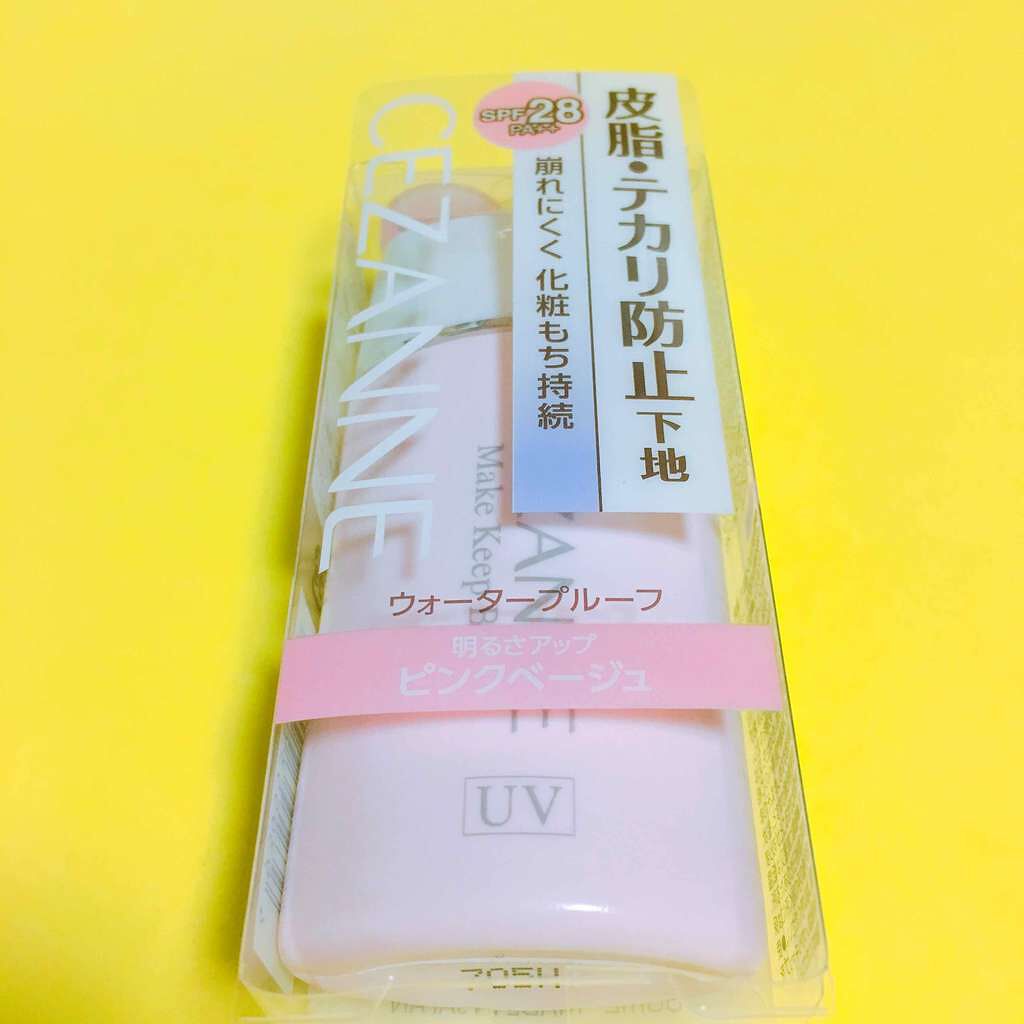 皮脂・テカリ防止下地
SPF28
PA++
崩れにくく 化粧もち持続
CEZANNE
Make Keep B
ウォータープルーフ
明るさアップ
ピンクベージュ
UV